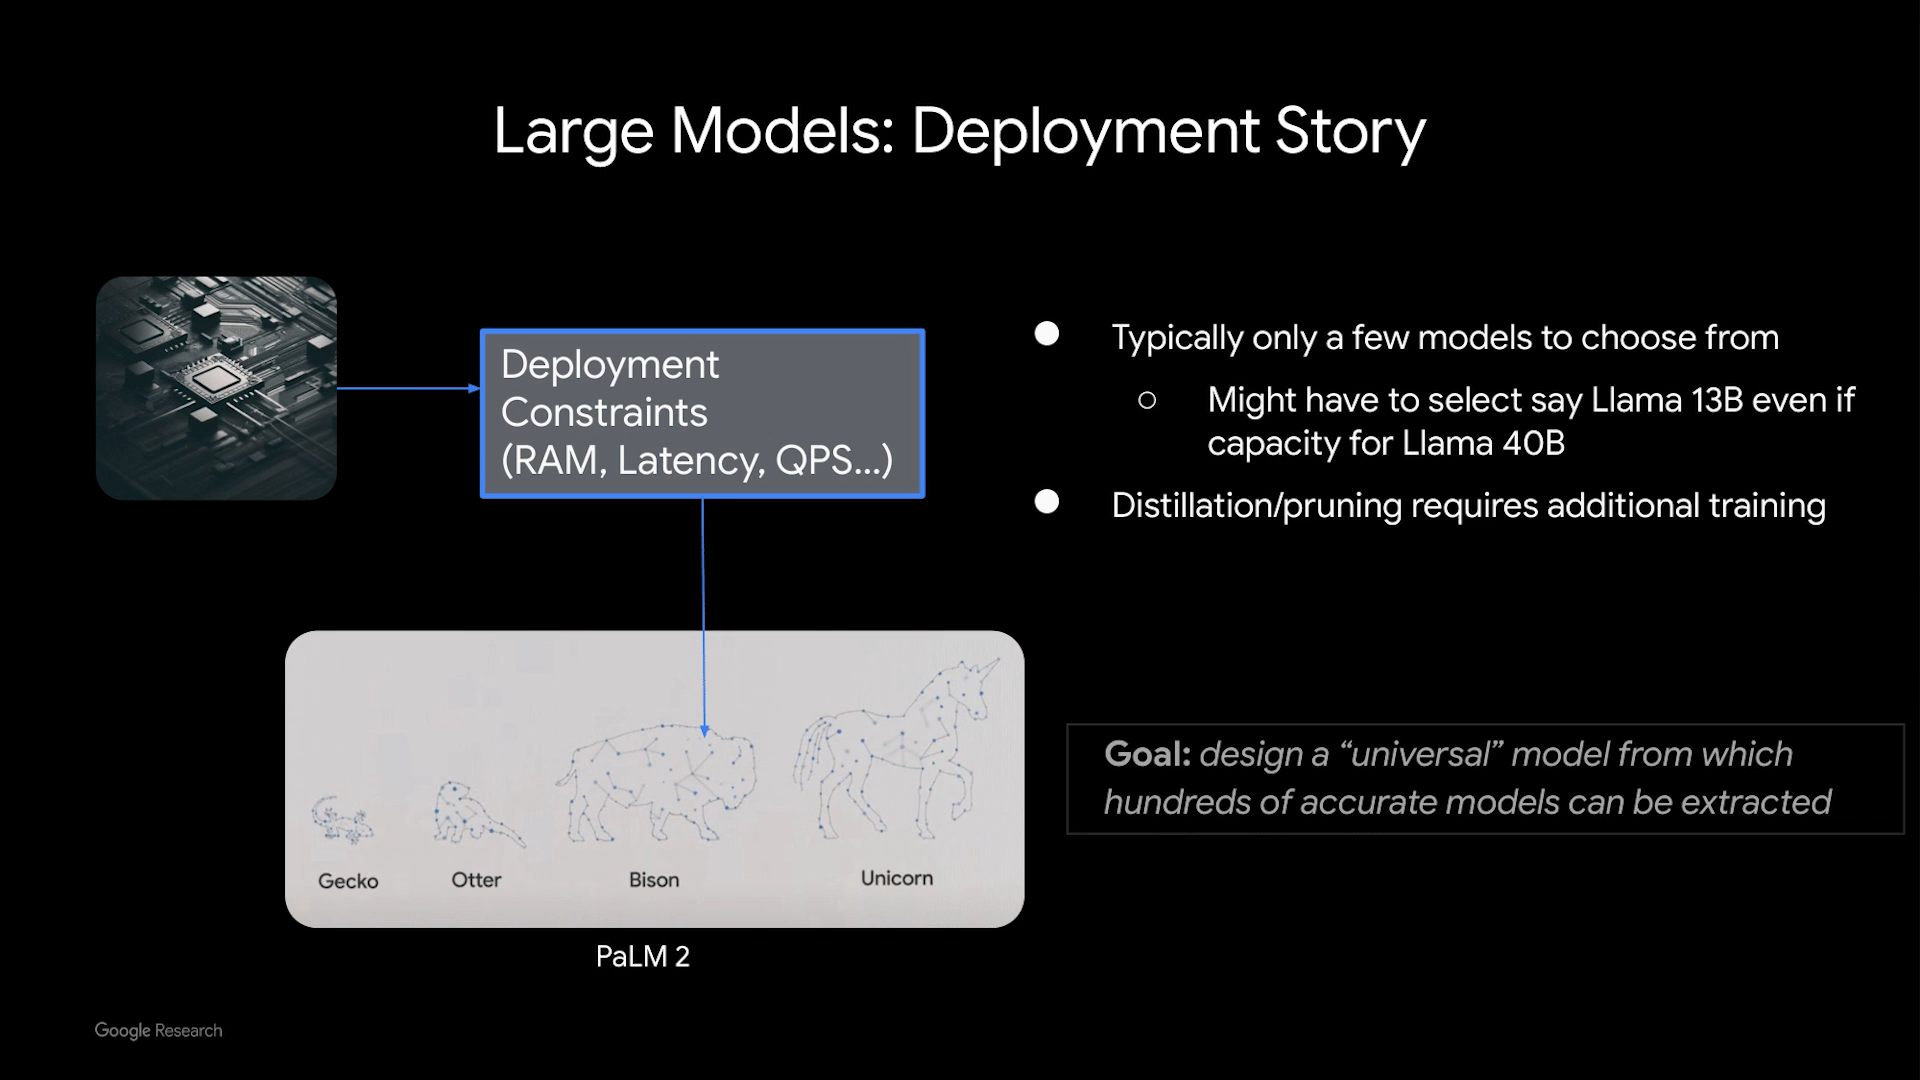 Large Models: Deployment Story
Deployment
Constraints
(RAM, Latency, QPS...)
Typically only a few models to choose from
Might have to select say Llama 13B even if
capacity for Llama 40B
Distillation/pruning requires additional training
Goal: design a “universal” model from which
hundreds of accurate models can be extracted
Gecko
Otter
Bison
Unicorn
PaLM 2
Google Research